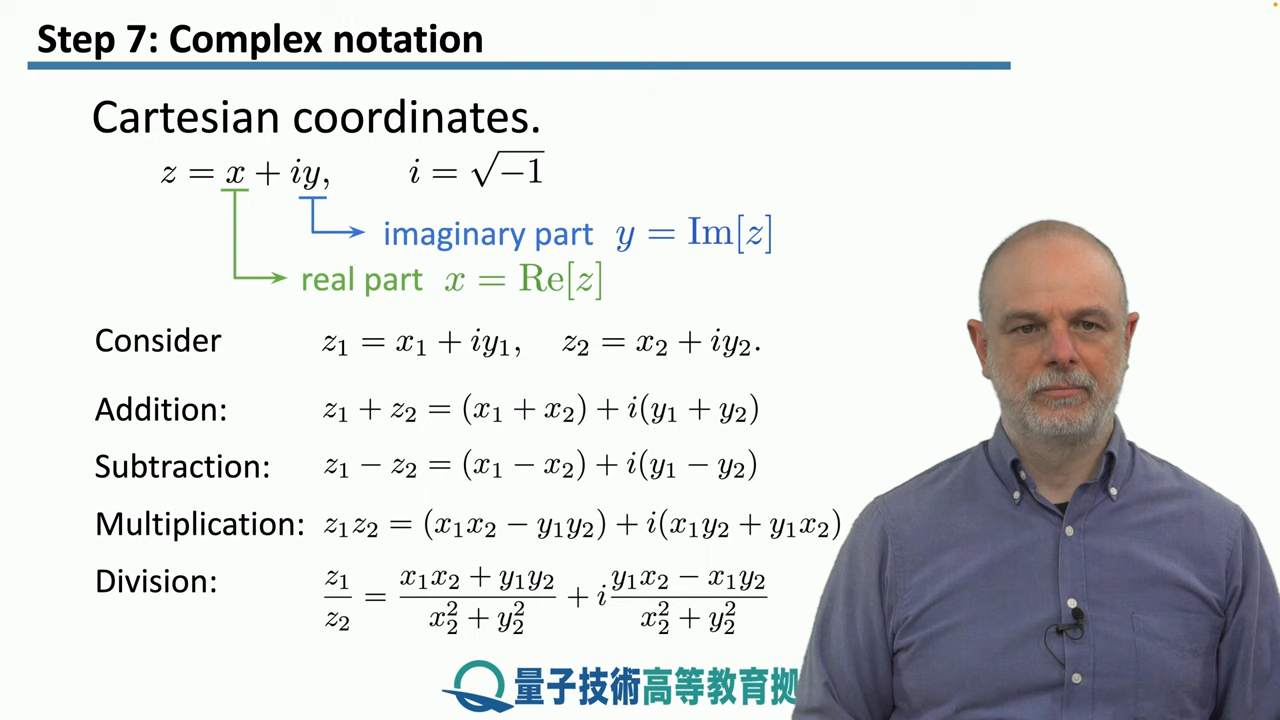 Step 7: Complex notation
Cartesian coordinates.
z = x + iy, i = √−1
imaginary part y = Im[z]
real part x = Re[z]
Consider z₁ = x₁ + iy₁, z₂ = x₂ + iy₂.
Addition: z₁ + z₂ = (x₁ + x₂) + i(y₁ + y₂)
Subtraction: z₁ − z₂ = (x₁ − x₂) + i(y₁ − y₂)
Multiplication: z₁z₂ = (x₁x₂ − y₁y₂) + i(x₁y₂ + y₁x₂)
Division: z₁/z₂ = (x₁x₂ + y₁y₂)/(x₂² + y₂²) + i (y₁x₂ − x₁y₂)/(x₂² + y₂²)
量子技術高等教育拠